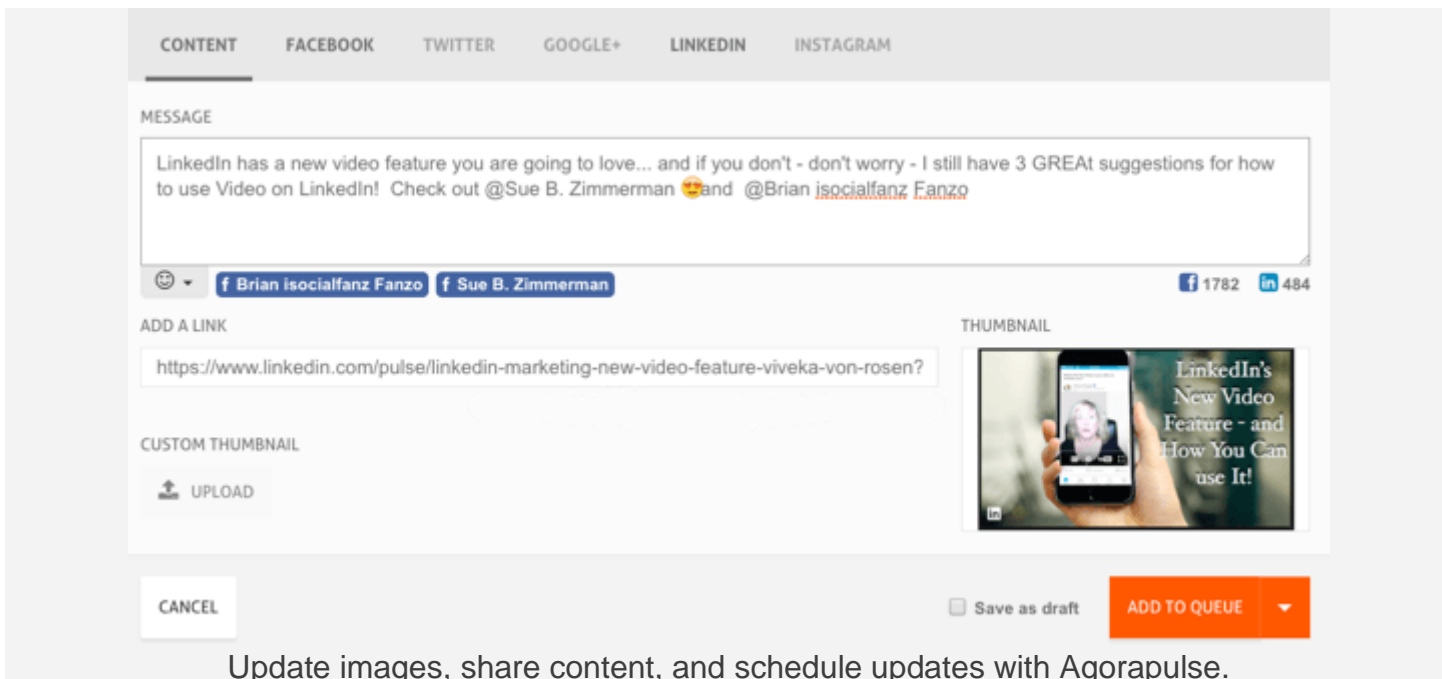 CONTENT FACEBOOK TWITTER GOOGLE+ LINKEDIN INSTAGRAM
MESSAGE
LinkedIn has a new video feature you are going to love... and if you don't - don't worry - I still have 3 GREAt suggestions for how
to use Video on LinkedIn! Check out @Sue B. Zimmerman 😍and @Brian isocialfanz Fanzo
f Brian isocialfanz Fanzo f Sue B. Zimmerman f 1782 in 484
ADD A LINK
https://www.linkedin.com/pulse/linkedin-marketing-new-video-feature-viveka-von-rosen?
CUSTOM THUMBNAIL
UPLOAD
THUMBNAIL
LinkedIn's
New Video
Feature - and
How You Can
use It!
in
CANCEL Save as draft ADD TO QUEUE
Update images, share content, and schedule updates with Agorapulse.